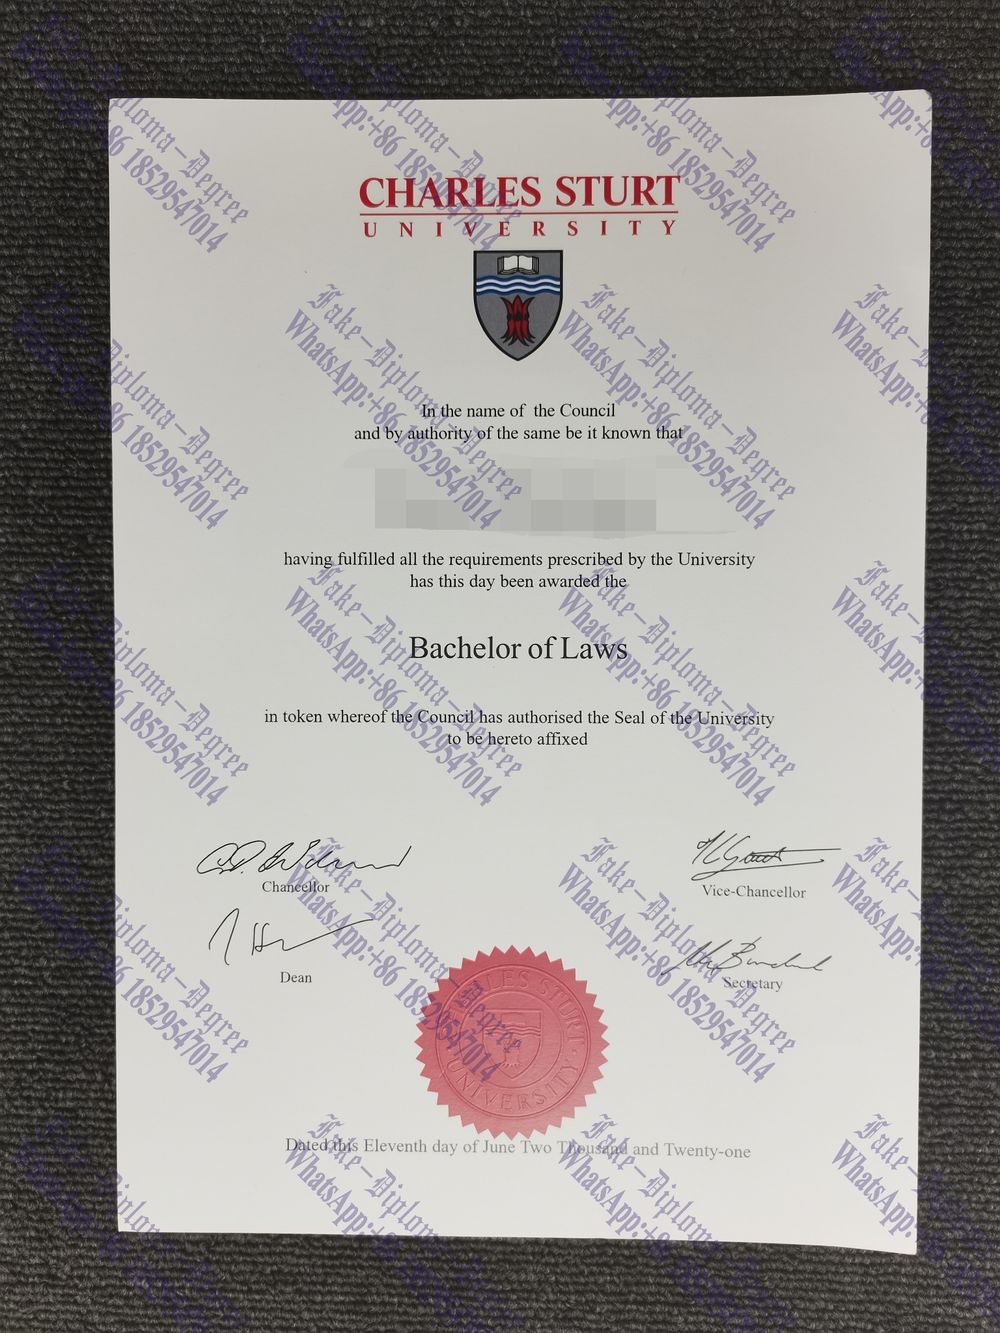 CHARLES STURT
UNIVERSITY
In the name of the Council
and by authority of the same be it known that
having fulfilled all the requirements prescribed by the University
has this day been awarded the
Bachelor of Laws
in token whereof the Council has authorised the Seal of the University
to be hereto affixed
Chancellor
Vice-Chancellor
Dean
Secretary
CHARLES STURT
UNIVERSITY
Dated this Eleventh day of June Two Thousand and Twenty-one
Fake-Diploma-Degree
WhatsApp:+86 18529547014